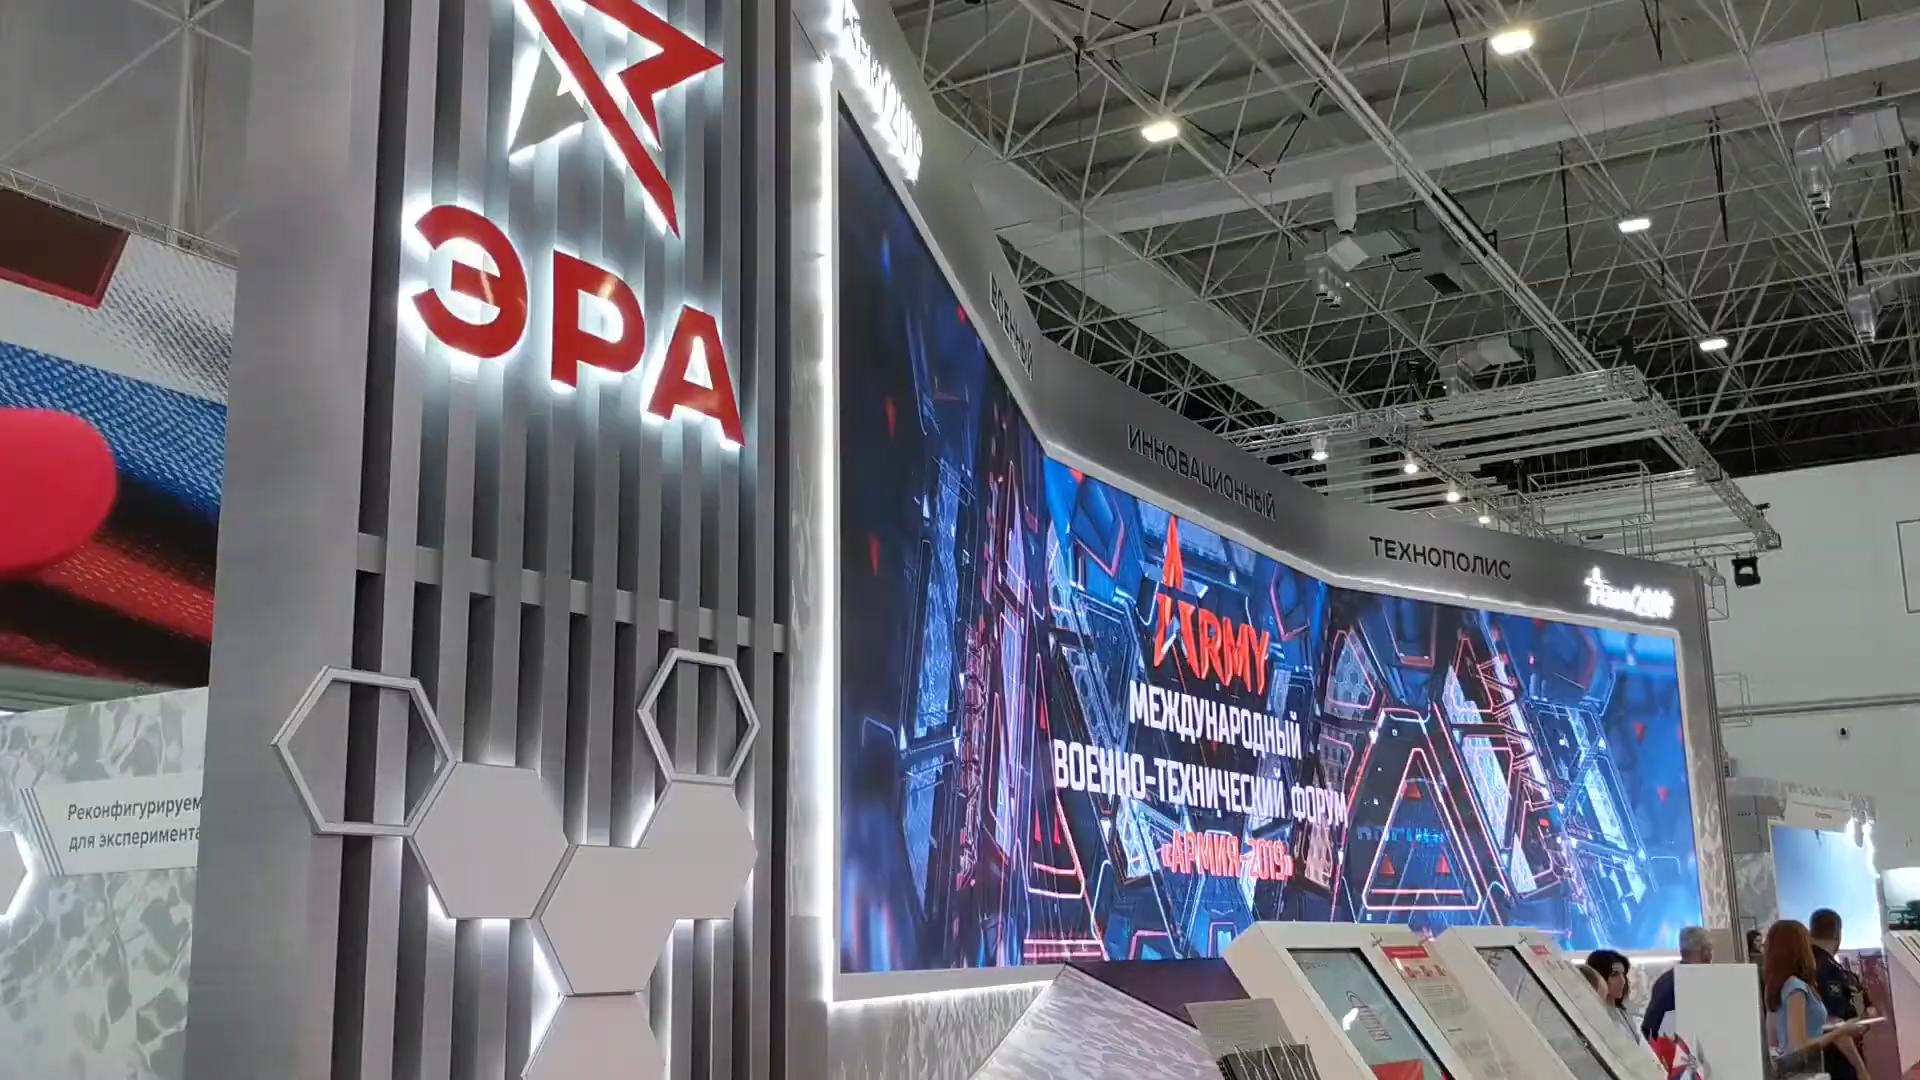 ЭРА
ВОЕННЫЙ
ИННОВАЦИОННЫЙ
ТЕХНОПОЛИС
ARMY
МЕЖДУНАРОДНЫЙ
ВОЕННО-ТЕХНИЧЕСКИЙ ФОРУМ
«АРМИЯ-2019»
Реконфигурируем
для эксперимента